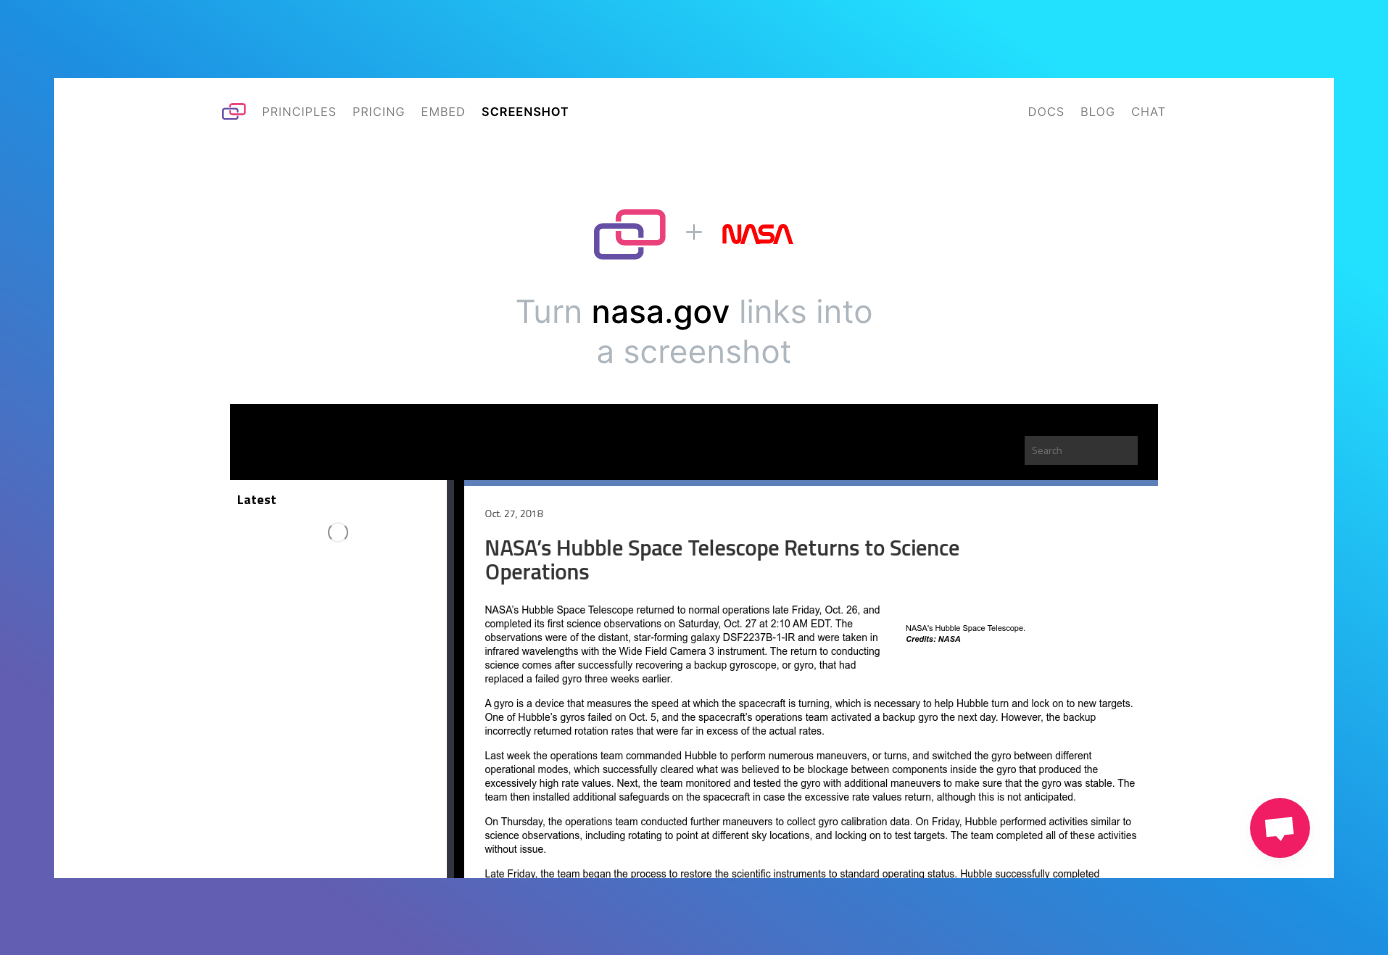 PRINCIPLES PRICING EMBED SCREENSHOT DOCS BLOG CHAT
+ NASA
Turn nasa.gov links into
a screenshot
Search
Latest
Oct. 27, 2018
NASA's Hubble Space Telescope Returns to Science
Operations
NASA's Hubble Space Telescope returned to normal operations late Friday, Oct. 26, and
completed its first science observations on Saturday, Oct. 27 at 2:10 AM EDT. The
observations were of the distant, star-forming galaxy DSF2237B-1-IR and were taken in
infrared wavelengths with the Wide Field Camera 3 instrument. The return to conducting
science comes after successfully recovering a backup gyroscope, or gyro, that had
replaced a failed gyro three weeks earlier.
NASA's Hubble Space Telescope.
Credits: NASA
A gyro is a device that measures the speed at which the spacecraft is turning, which is necessary to help Hubble turn and lock on to new targets.
One of Hubble's gyros failed on Oct. 5, and the spacecraft's operations team activated a backup gyro the next day. However, the backup
incorrectly returned rotation rates that were far in excess of the actual rates.
Last week the operations team commanded Hubble to perform numerous maneuvers, or turns, and switched the gyro between different
operational modes, which successfully cleared what was believed to be blockage between components inside the gyro that produced the
excessively high rate values. Next, the team monitored and tested the gyro with additional maneuvers to make sure that the gyro was stable. The
team then installed additional safeguards on the spacecraft in case the excessive rate values return, although this is not anticipated.
On Thursday, the operations team conducted further maneuvers to collect gyro calibration data. On Friday, Hubble performed activities similar to
science observations, including rotating to point at different sky locations, and locking on to test targets. The team completed all of these activities
without issue.
Late Friday, the team began the process to restore the scientific instruments to standard operating status. Hubble successfully completed